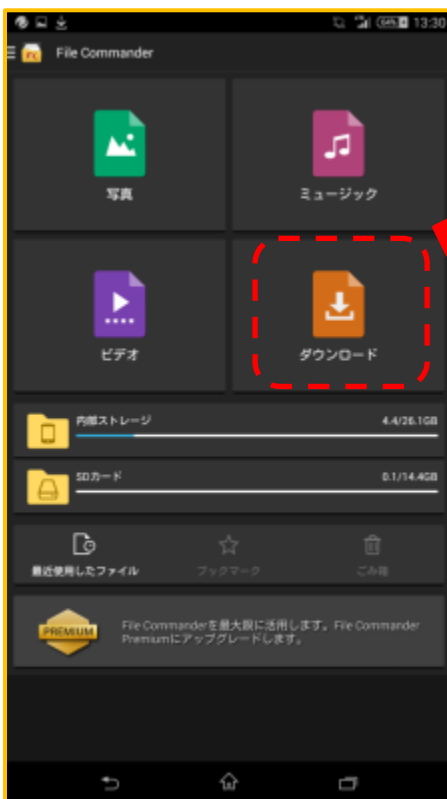 64% 13:30
File Commander
写真
ミュージック
ビデオ
ダウンロード
内部ストレージ 4.4/26.1GB
SDカード 0.1/14.4GB
最近使用したファイル ブックマーク ごみ箱
PREMIUM
File Commanderを最大限に活用します。File Commander
Premiumにアップグレードします。